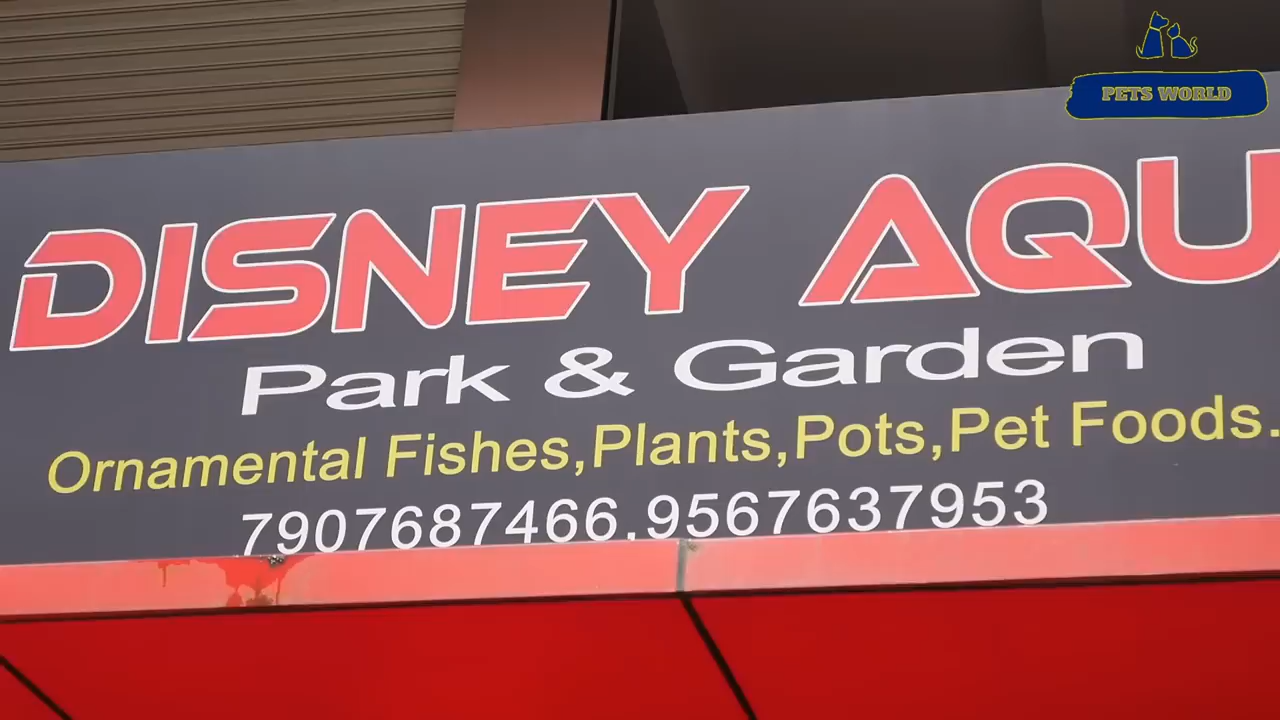 PETS WORLD
DISNEY AQU
Park & Garden
Ornamental Fishes,Plants,Pots,Pet Foods.
7907687466,9567637953